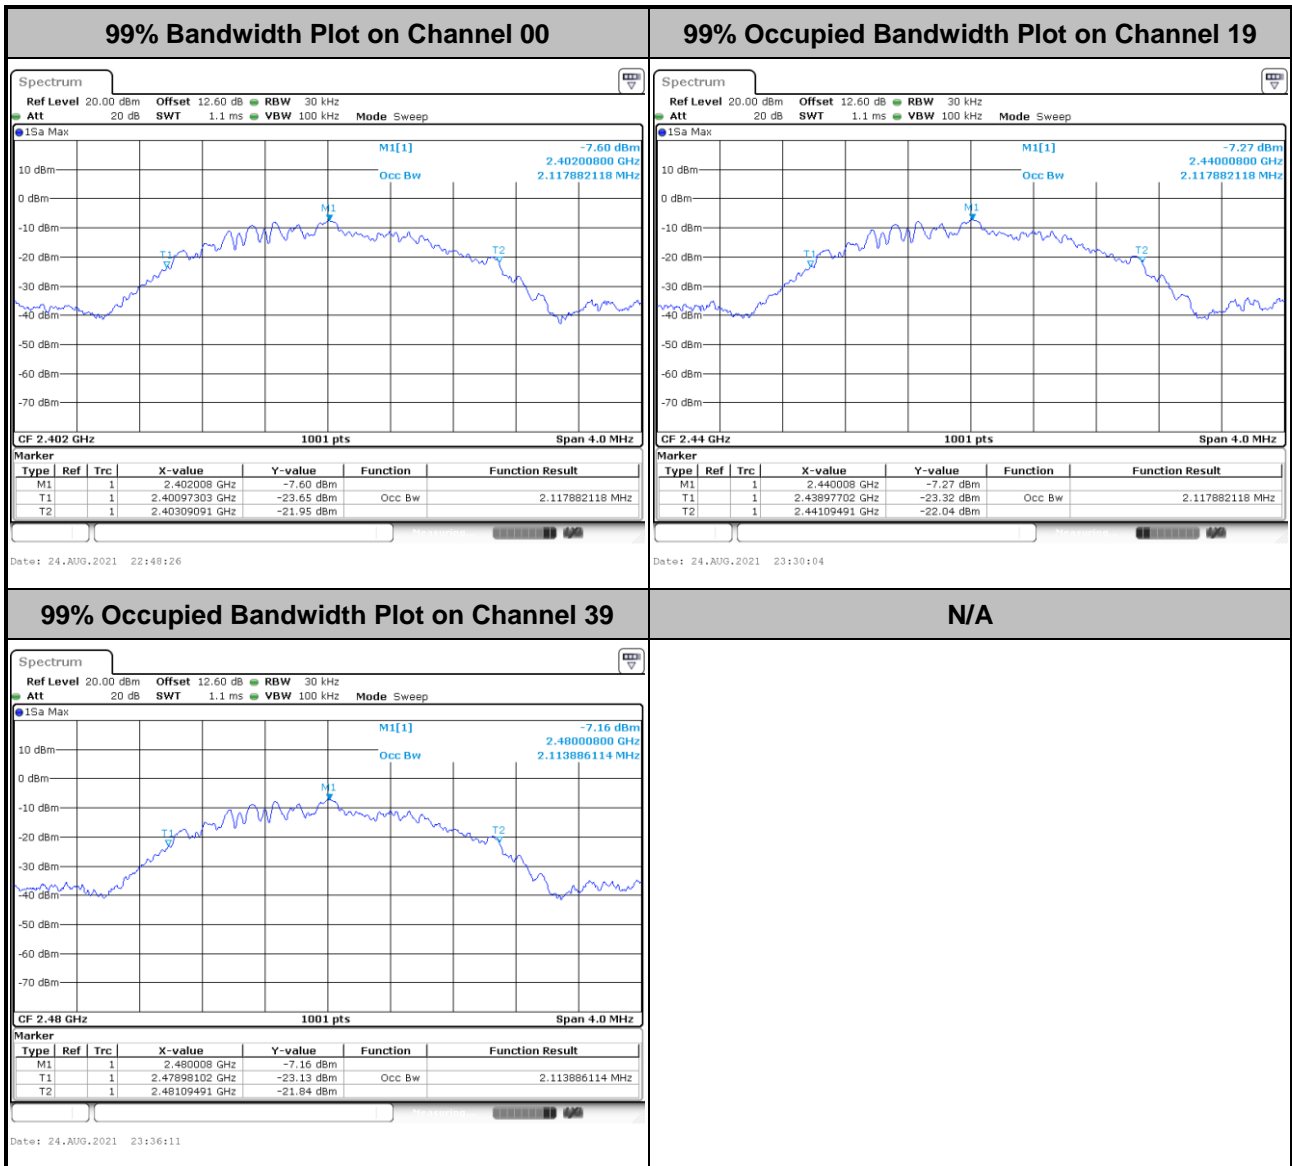 99% Bandwidth Plot on Channel 00
Spectrum
Ref Level 20.00 dBm Offset 12.60 dB RBW 30 kHz
Att 20 dB SWT 1.1 ms VBW 100 kHz Mode Sweep
1Sa Max
M1[1] -7.60 dBm
2.40200800 GHz
Occ Bw 2.117882118 MHz
10 dBm
0 dBm
-10 dBm
-20 dBm
-30 dBm
-40 dBm
-50 dBm
-60 dBm
-70 dBm
M1
T1
T2
CF 2.402 GHz 1001 pts Span 4.0 MHz
Marker
Type Ref Trc X-value Y-value Function Function Result
M1 1 2.402008 GHz -7.60 dBm
T1 1 2.40097303 GHz -23.65 dBm Occ Bw 2.117882118 MHz
T2 1 2.40309091 GHz -21.95 dBm
Measuring
Date: 24.AUG.2021 22:48:26
99% Occupied Bandwidth Plot on Channel 19
Spectrum
Ref Level 20.00 dBm Offset 12.60 dB RBW 30 kHz
Att 20 dB SWT 1.1 ms VBW 100 kHz Mode Sweep
1Sa Max
M1[1] -7.27 dBm
2.44000800 GHz
Occ Bw 2.117882118 MHz
10 dBm
0 dBm
-10 dBm
-20 dBm
-30 dBm
-40 dBm
-50 dBm
-60 dBm
-70 dBm
M1
T1
T2
CF 2.44 GHz 1001 pts Span 4.0 MHz
Marker
Type Ref Trc X-value Y-value Function Function Result
M1 1 2.440008 GHz -7.27 dBm
T1 1 2.43897702 GHz -23.32 dBm Occ Bw 2.117882118 MHz
T2 1 2.44109491 GHz -22.04 dBm
Measuring
Date: 24.AUG.2021 23:30:04
99% Occupied Bandwidth Plot on Channel 39
Spectrum
Ref Level 20.00 dBm Offset 12.60 dB RBW 30 kHz
Att 20 dB SWT 1.1 ms VBW 100 kHz Mode Sweep
1Sa Max
M1[1] -7.16 dBm
2.48000800 GHz
Occ Bw 2.113886114 MHz
10 dBm
0 dBm
-10 dBm
-20 dBm
-30 dBm
-40 dBm
-50 dBm
-60 dBm
-70 dBm
M1
T1
T2
CF 2.48 GHz 1001 pts Span 4.0 MHz
Marker
Type Ref Trc X-value Y-value Function Function Result
M1 1 2.480008 GHz -7.16 dBm
T1 1 2.47898102 GHz -23.13 dBm Occ Bw 2.113886114 MHz
T2 1 2.48109491 GHz -21.84 dBm
Measuring
Date: 24.AUG.2021 23:36:11
N/A